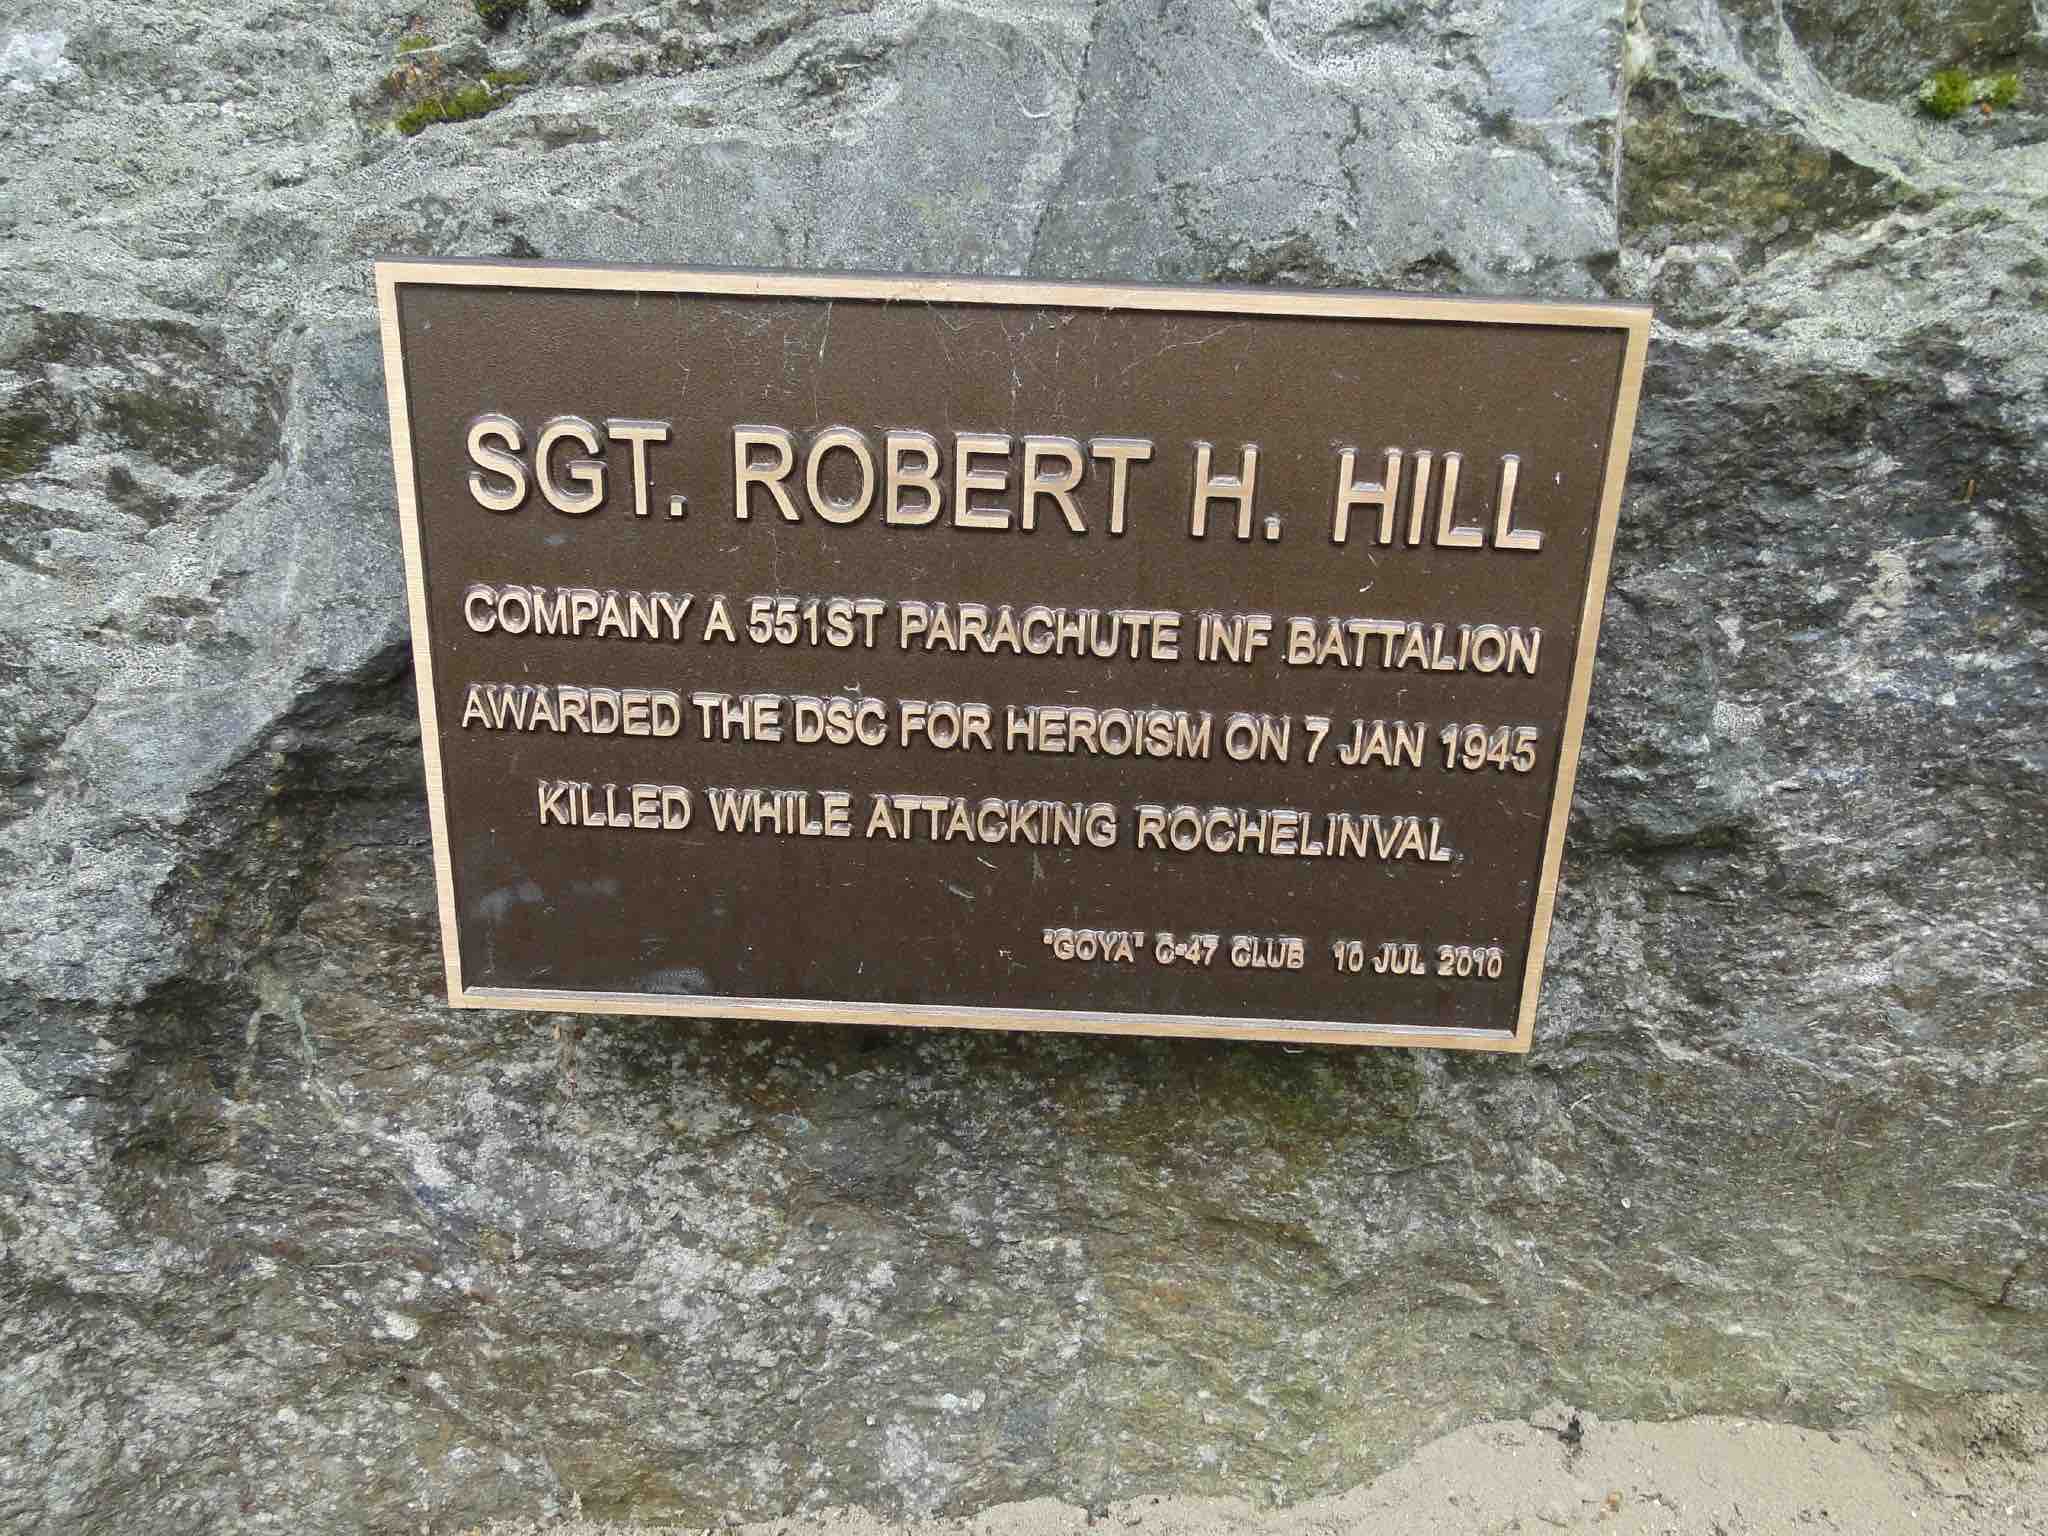 SGT. ROBERT H. HILL
COMPANY A 551ST PARACHUTE INF BATTALION
AWARDED THE DSC FOR HEROISM ON 7 JAN 1945
KILLED WHILE ATTACKING ROCHELINVAL
"GOYA" C-47 CLUB 10 JUL 2010